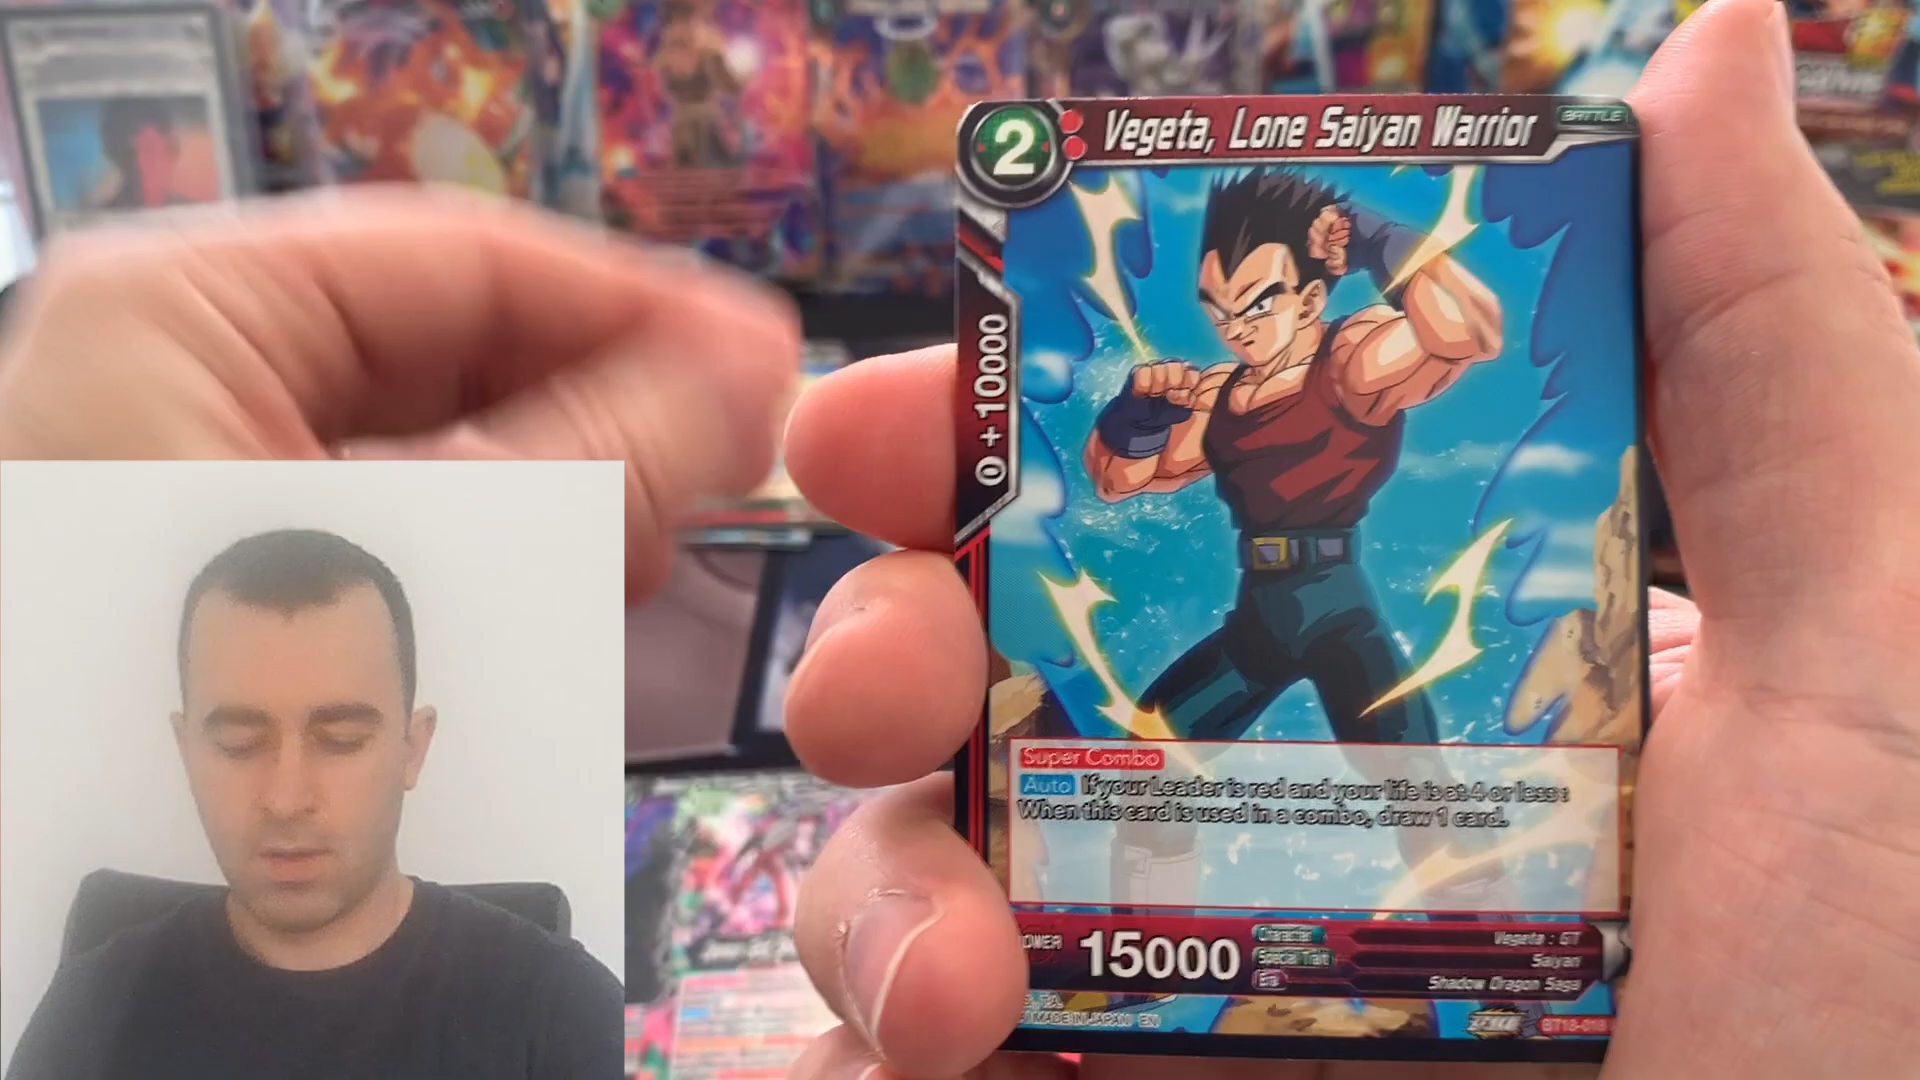 2
Vegeta, Lone Saiyan Warrior
BATTLE
0 + 10000
Super Combo
Auto If your Leader is red and your life is at 4 or less:
When this card is used in a combo, draw 1 card.
15000
Character
Vegeta : GT
Special Trait
Saiyan
Era
Shadow Dragon Saga
MADE IN JAPAN EN